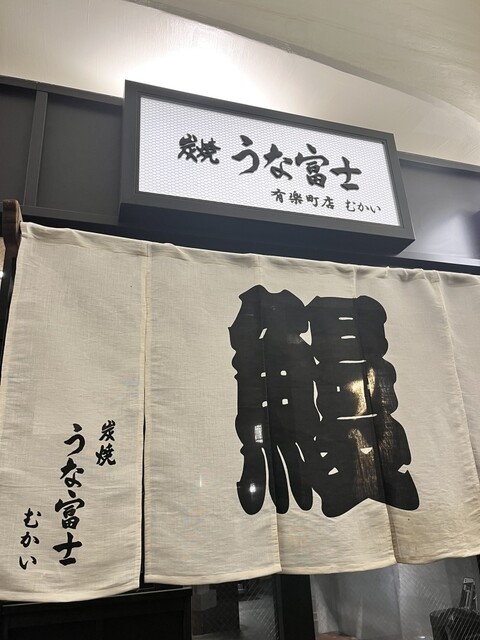 炭焼 うな富士
有楽町店 むかい
鰻
炭焼
うな富士
むかい